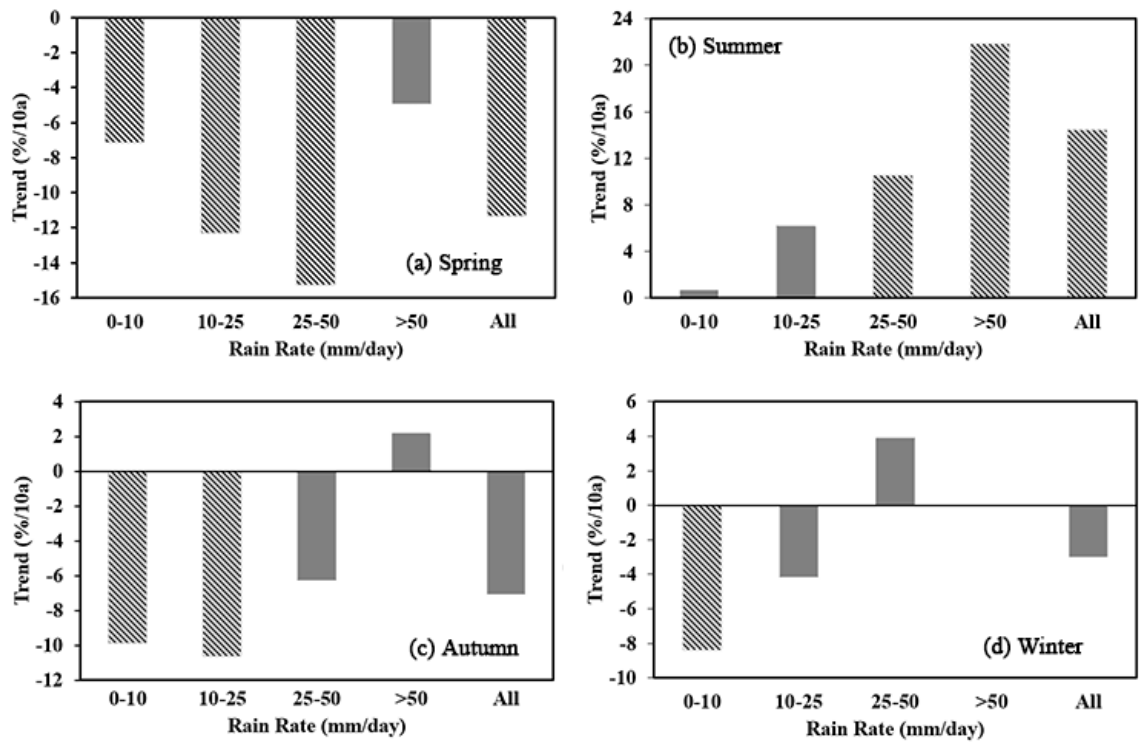 0
-2
-4
-6
-8
-10
-12
-14
-16
Trend (%/10a)
(a) Spring
0-10 10-25 25-50 >50 All
Rain Rate (mm/day)
24
20
16
12
8
4
0
Trend (%/10a)
(b) Summer
0-10 10-25 25-50 >50 All
Rain Rate (mm/day)
4
2
0
-2
-4
-6
-8
-10
-12
Trend (%/10a)
(c) Autumn
0-10 10-25 25-50 >50 All
Rain Rate (mm/day)
6
4
2
0
-2
-4
-6
-8
-10
Trend (%/10a)
(d) Winter
0-10 10-25 25-50 >50 All
Rain Rate (mm/day)